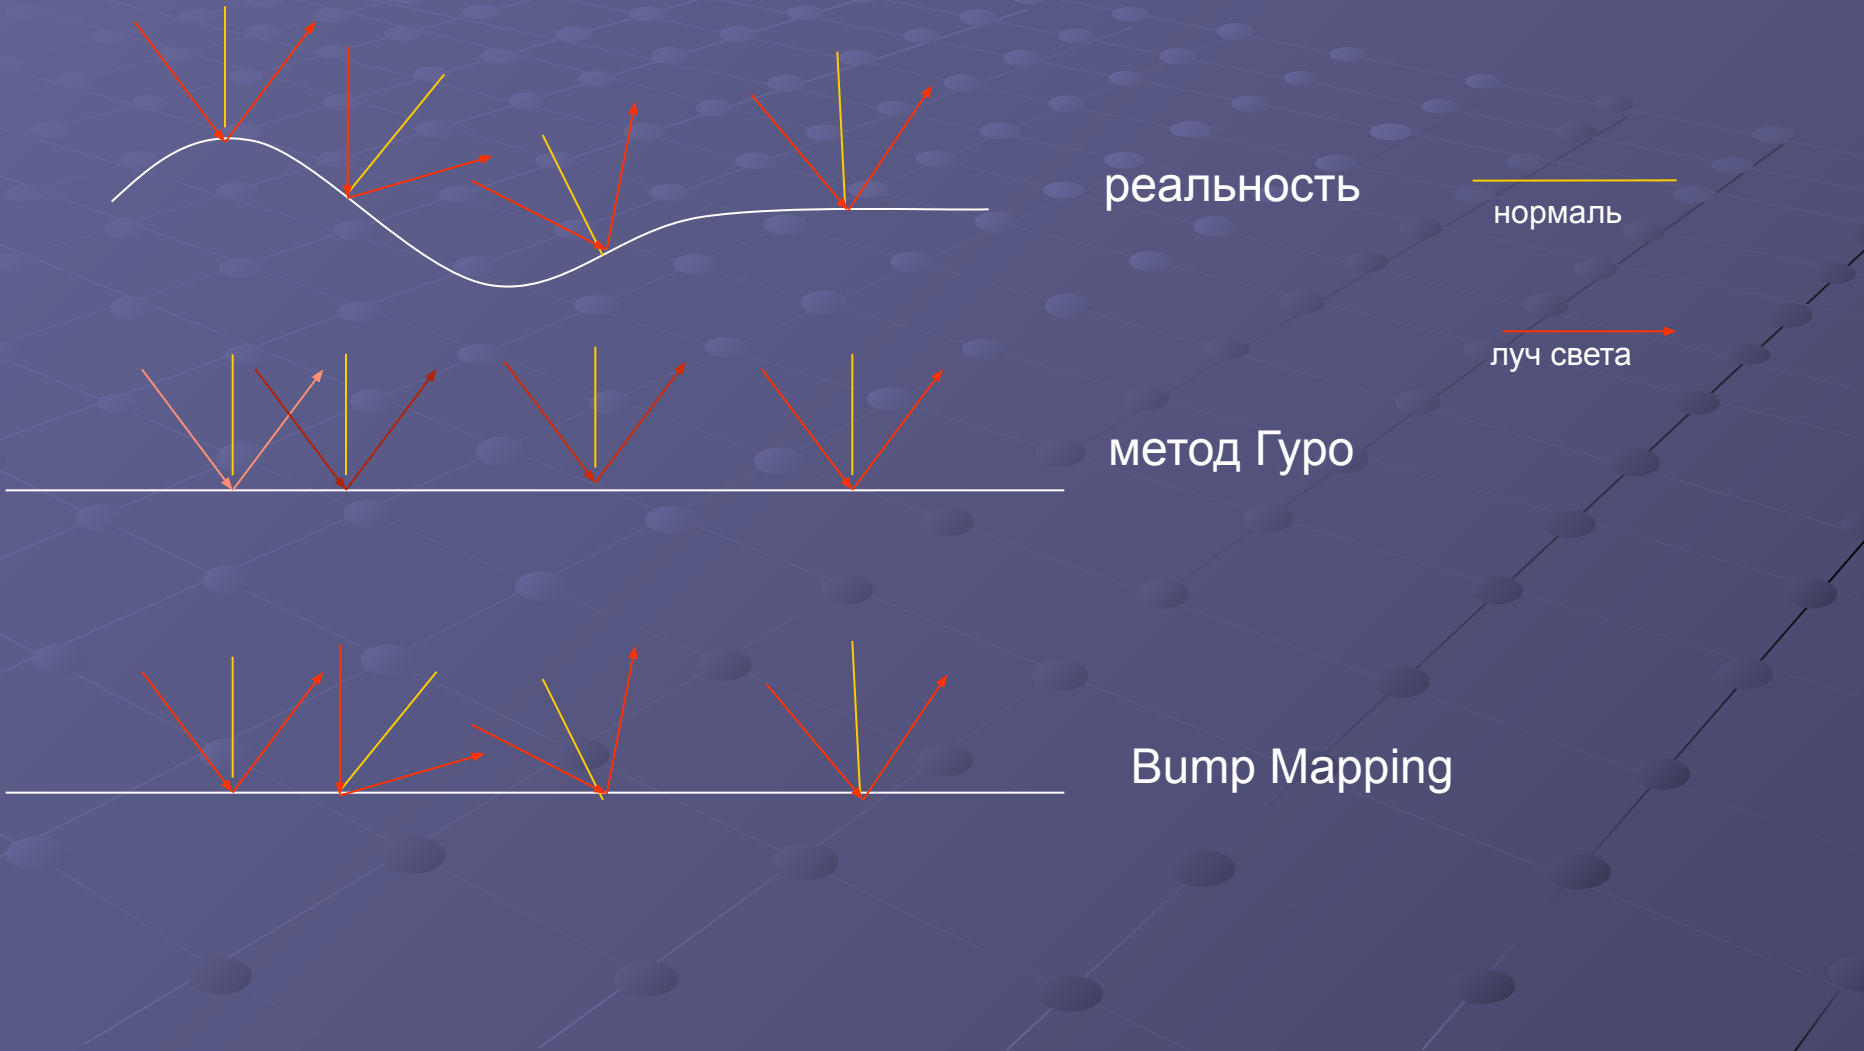 реальность
нормаль
луч света
метод Гуро
Bump Mapping